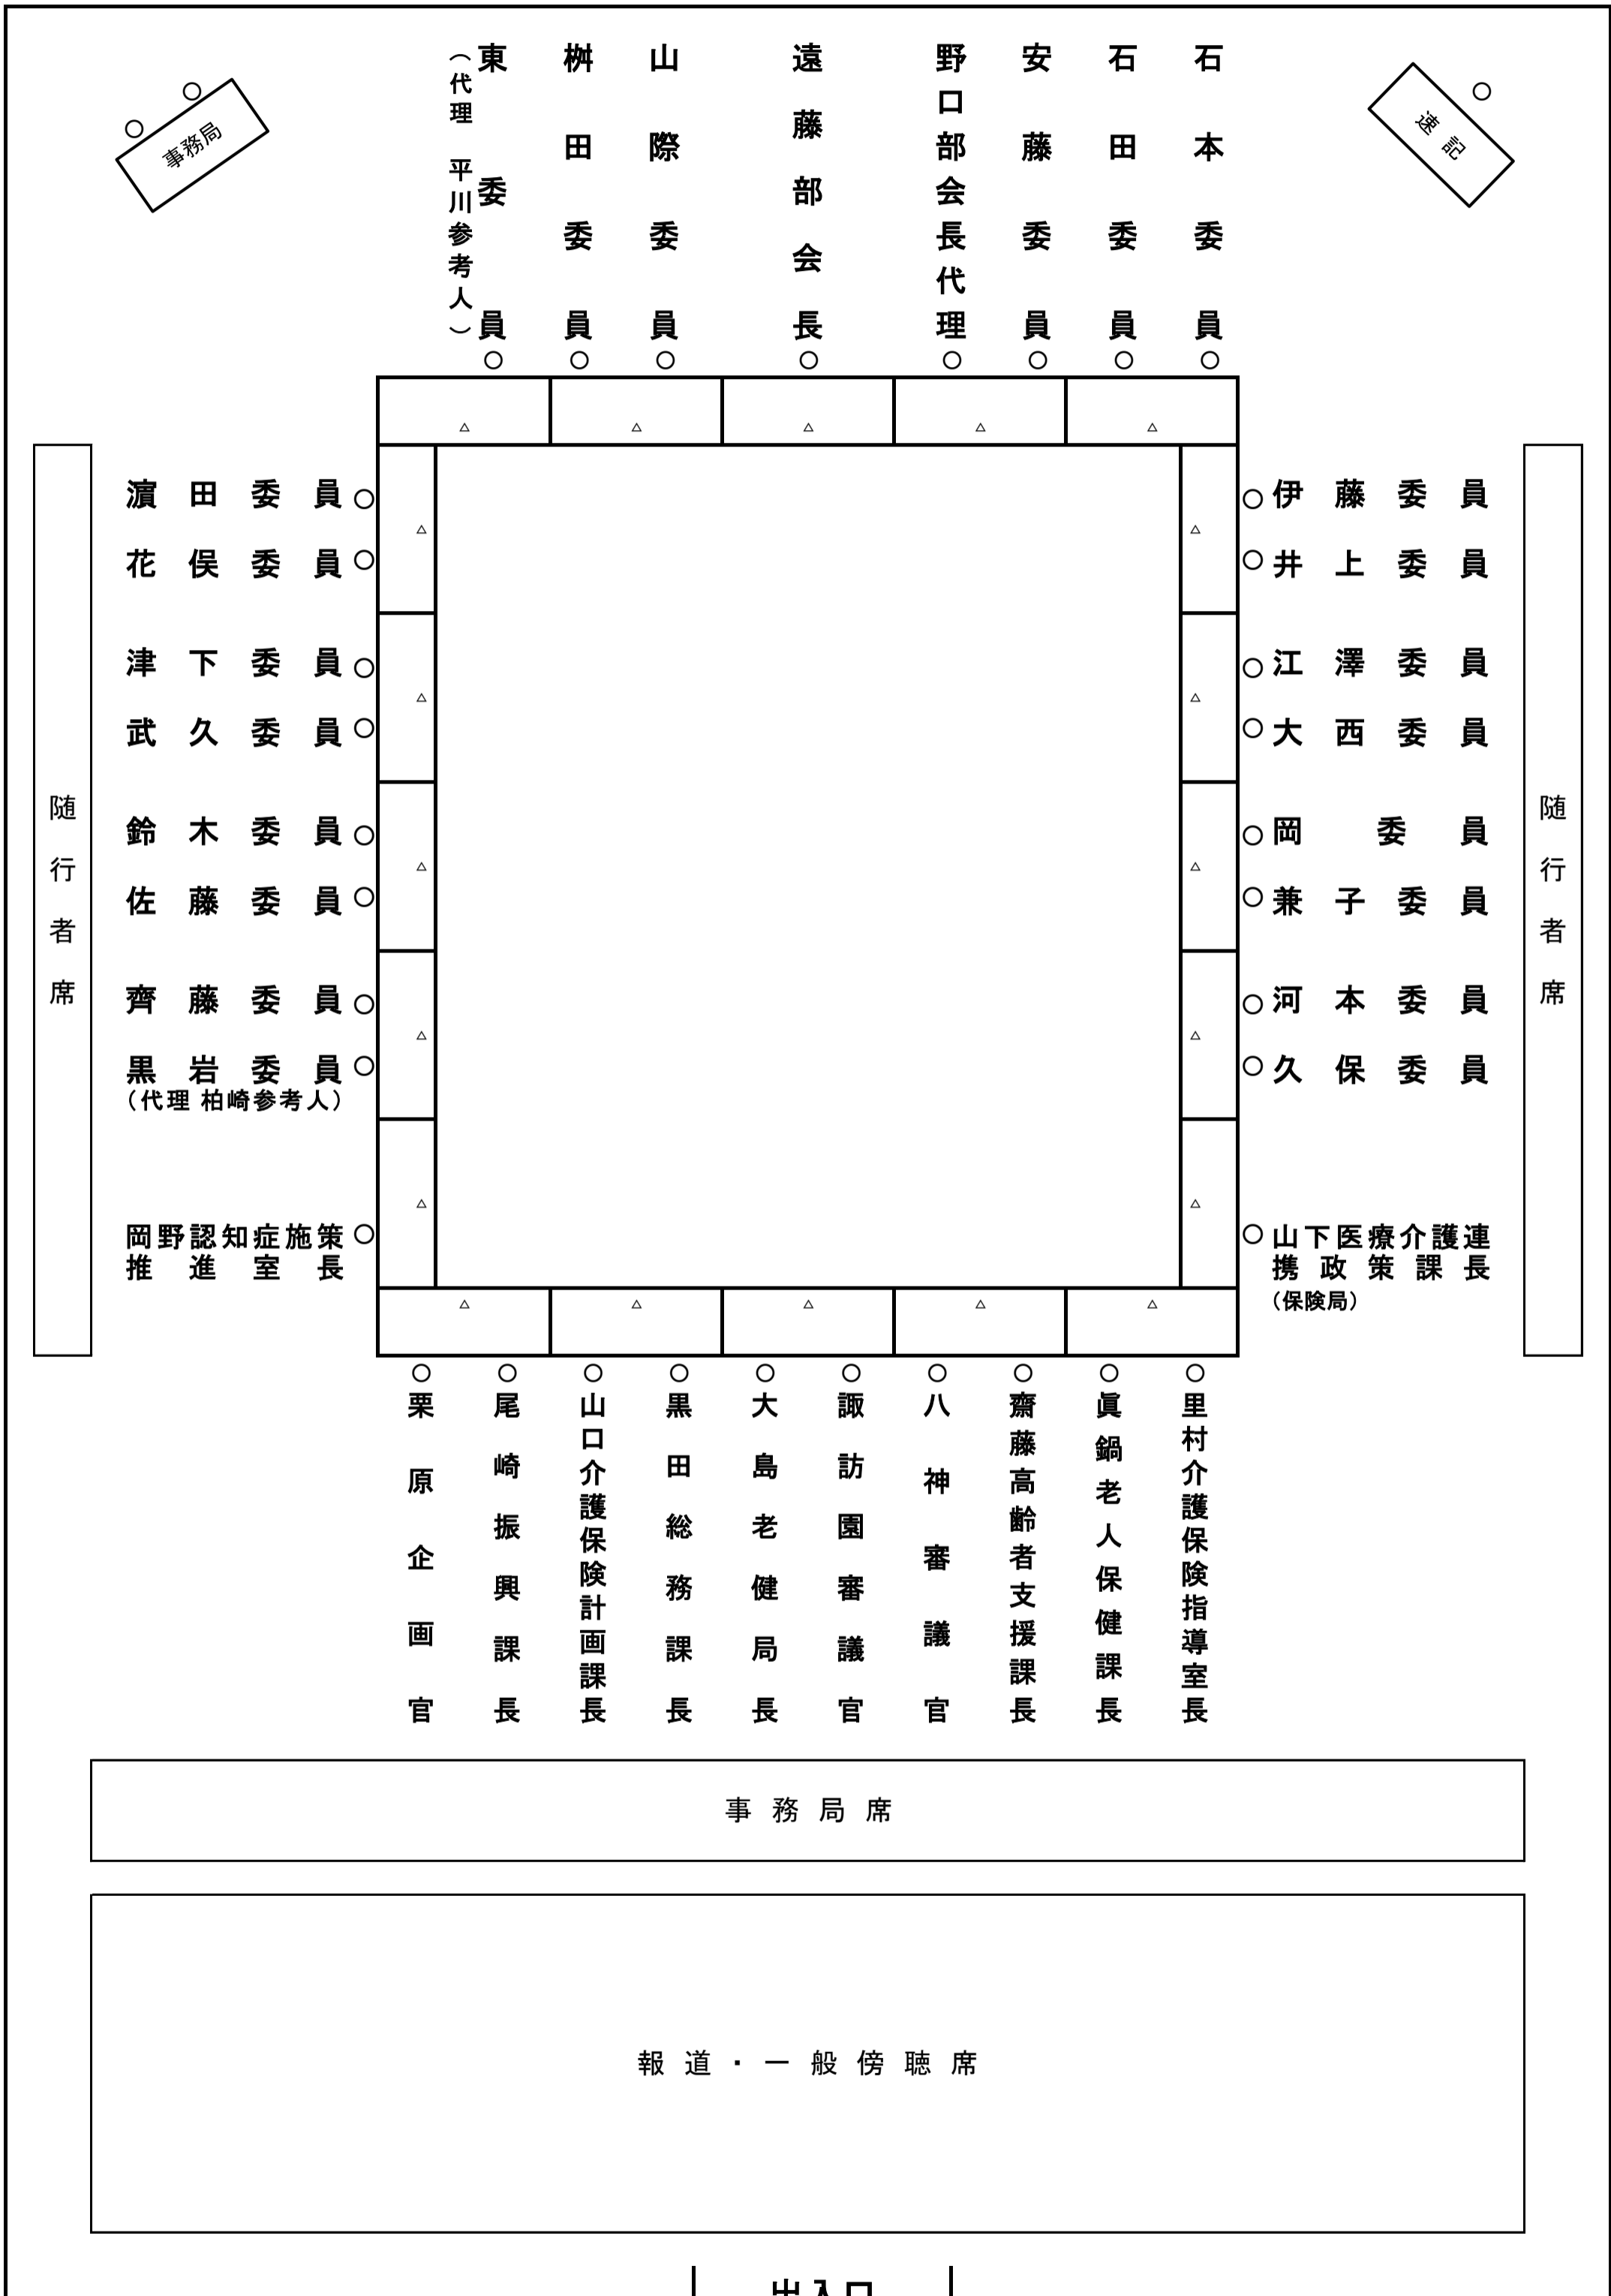 石本委員
石田委員
安藤委員
野口部会長代理
遠藤部会長
山際委員
桝田委員
東委員
（代理　平川参考人）
事務局
速記
濵田委員
花俣委員
津下委員
武久委員
鈴木委員
佐藤委員
齊藤委員
黒岩委員
（代理 柏崎参考人）
岡野認知症施策
推進室長
随行者席
伊藤委員
井上委員
江澤委員
大西委員
岡委員
兼子委員
河本委員
久保委員
山下医療介護連
携政策課長
（保険局）
随行者席
里村介護保険指導室長
眞鍋老人保健課長
齋藤高齢者支援課長
八神審議官
諏訪園審議官
大島老健局長
黒田総務課長
山口介護保険計画課長
尾崎振興課長
栗原企画官
事務局席
報道・一般傍聴席
出入口